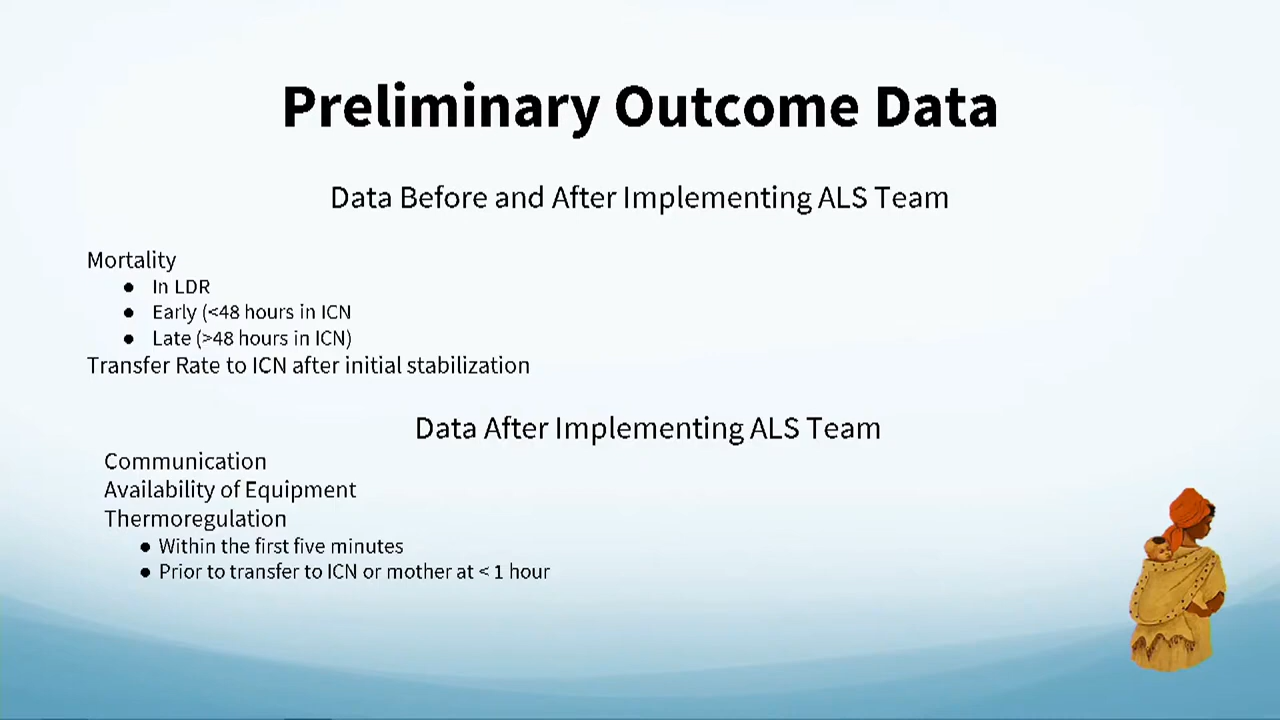 Preliminary Outcome Data
Data Before and After Implementing ALS Team
Mortality
● In LDR
● Early (<48 hours in ICN
● Late (>48 hours in ICN)
Transfer Rate to ICN after initial stabilization
Data After Implementing ALS Team
Communication
Availability of Equipment
Thermoregulation
● Within the first five minutes
● Prior to transfer to ICN or mother at < 1 hour